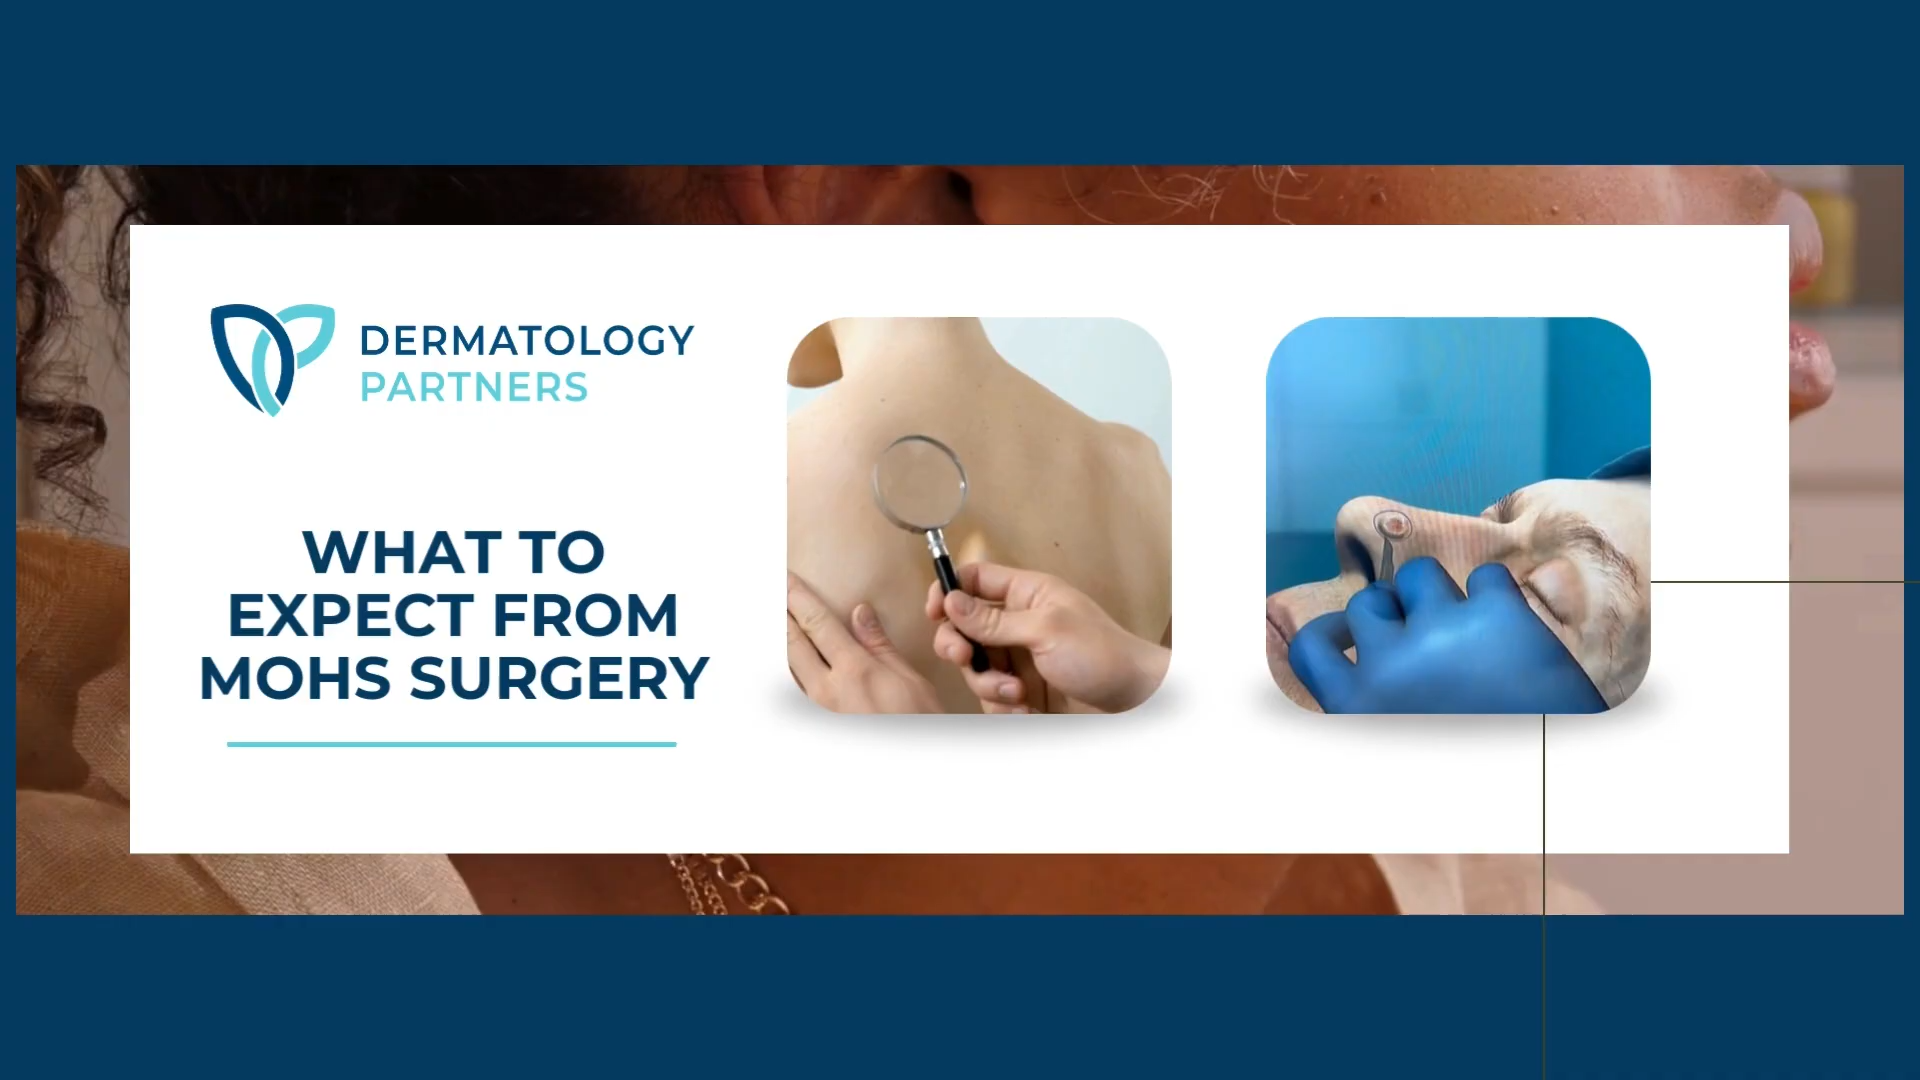 DERMATOLOGY
PARTNERS
WHAT TO
EXPECT FROM
MOHS SURGERY